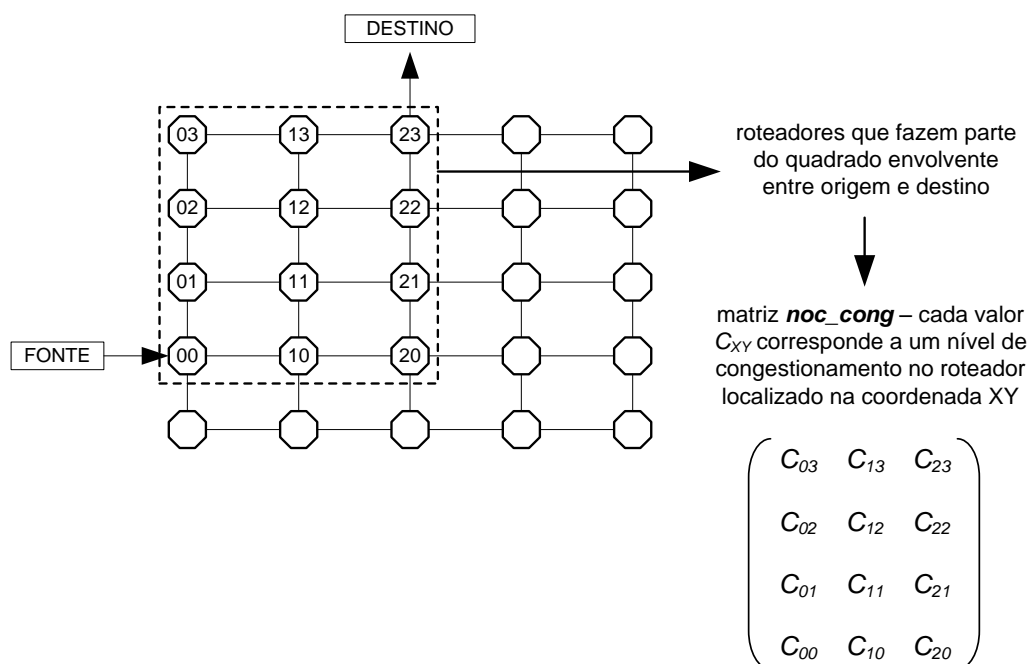 DESTINO
03 13 23
02 12 22
01 11 21
FONTE 00 10 20
roteadores que fazem parte
do quadrado envolvente
entre origem e destino
matriz noc_cong – cada valor
CXY corresponde a um nível de
congestionamento no roteador
localizado na coordenada XY
C03 C13 C23
C02 C12 C22
C01 C11 C21
C00 C10 C20